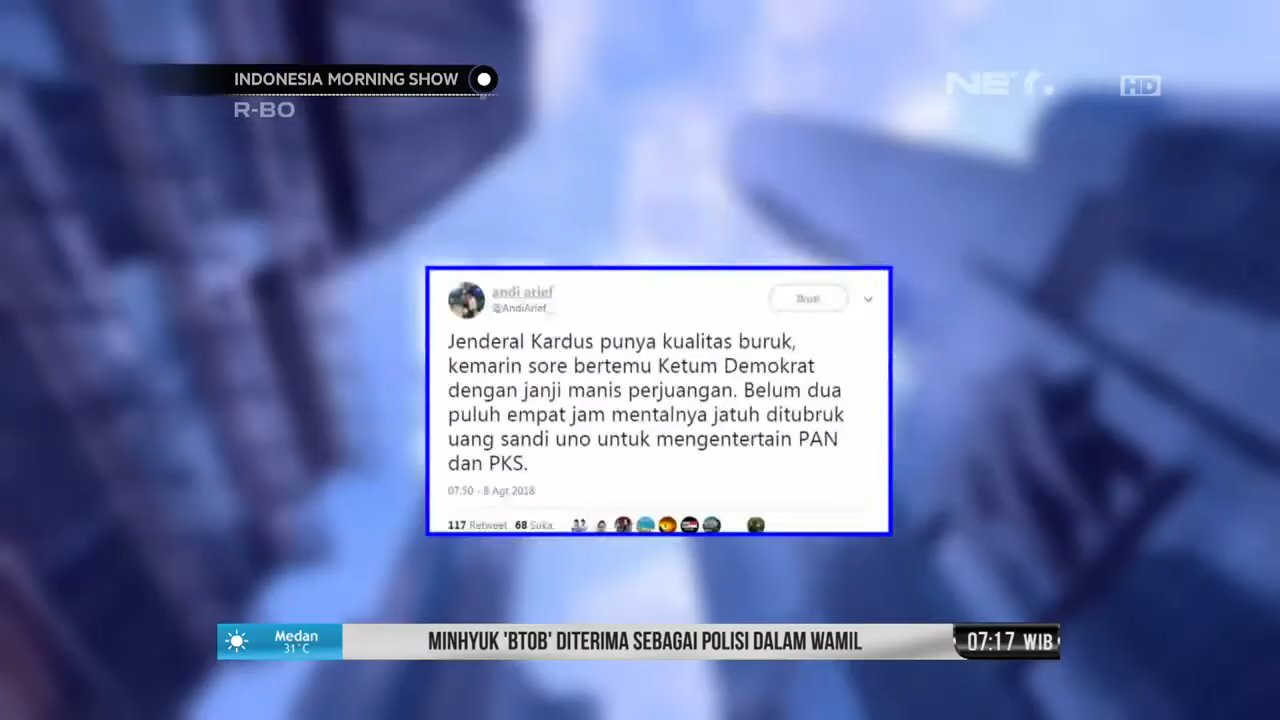 INDONESIA MORNING SHOW
R-BO
NET.
HD
andi arief
@AndiArief_
Ikuti
Jenderal Kardus punya kualitas buruk,
kemarin sore bertemu Ketum Demokrat
dengan janji manis perjuangan. Belum dua
puluh empat jam mentalnya jatuh ditubruk
uang sandi uno untuk mengentertain PAN
dan PKS.
07.50 - 8 Agt 2018
117 Retweet 68 Suka
Medan
31°C
MINHYUK 'BTOB' DITERIMA SEBAGAI POLISI DALAM WAMIL
07:17 WIB